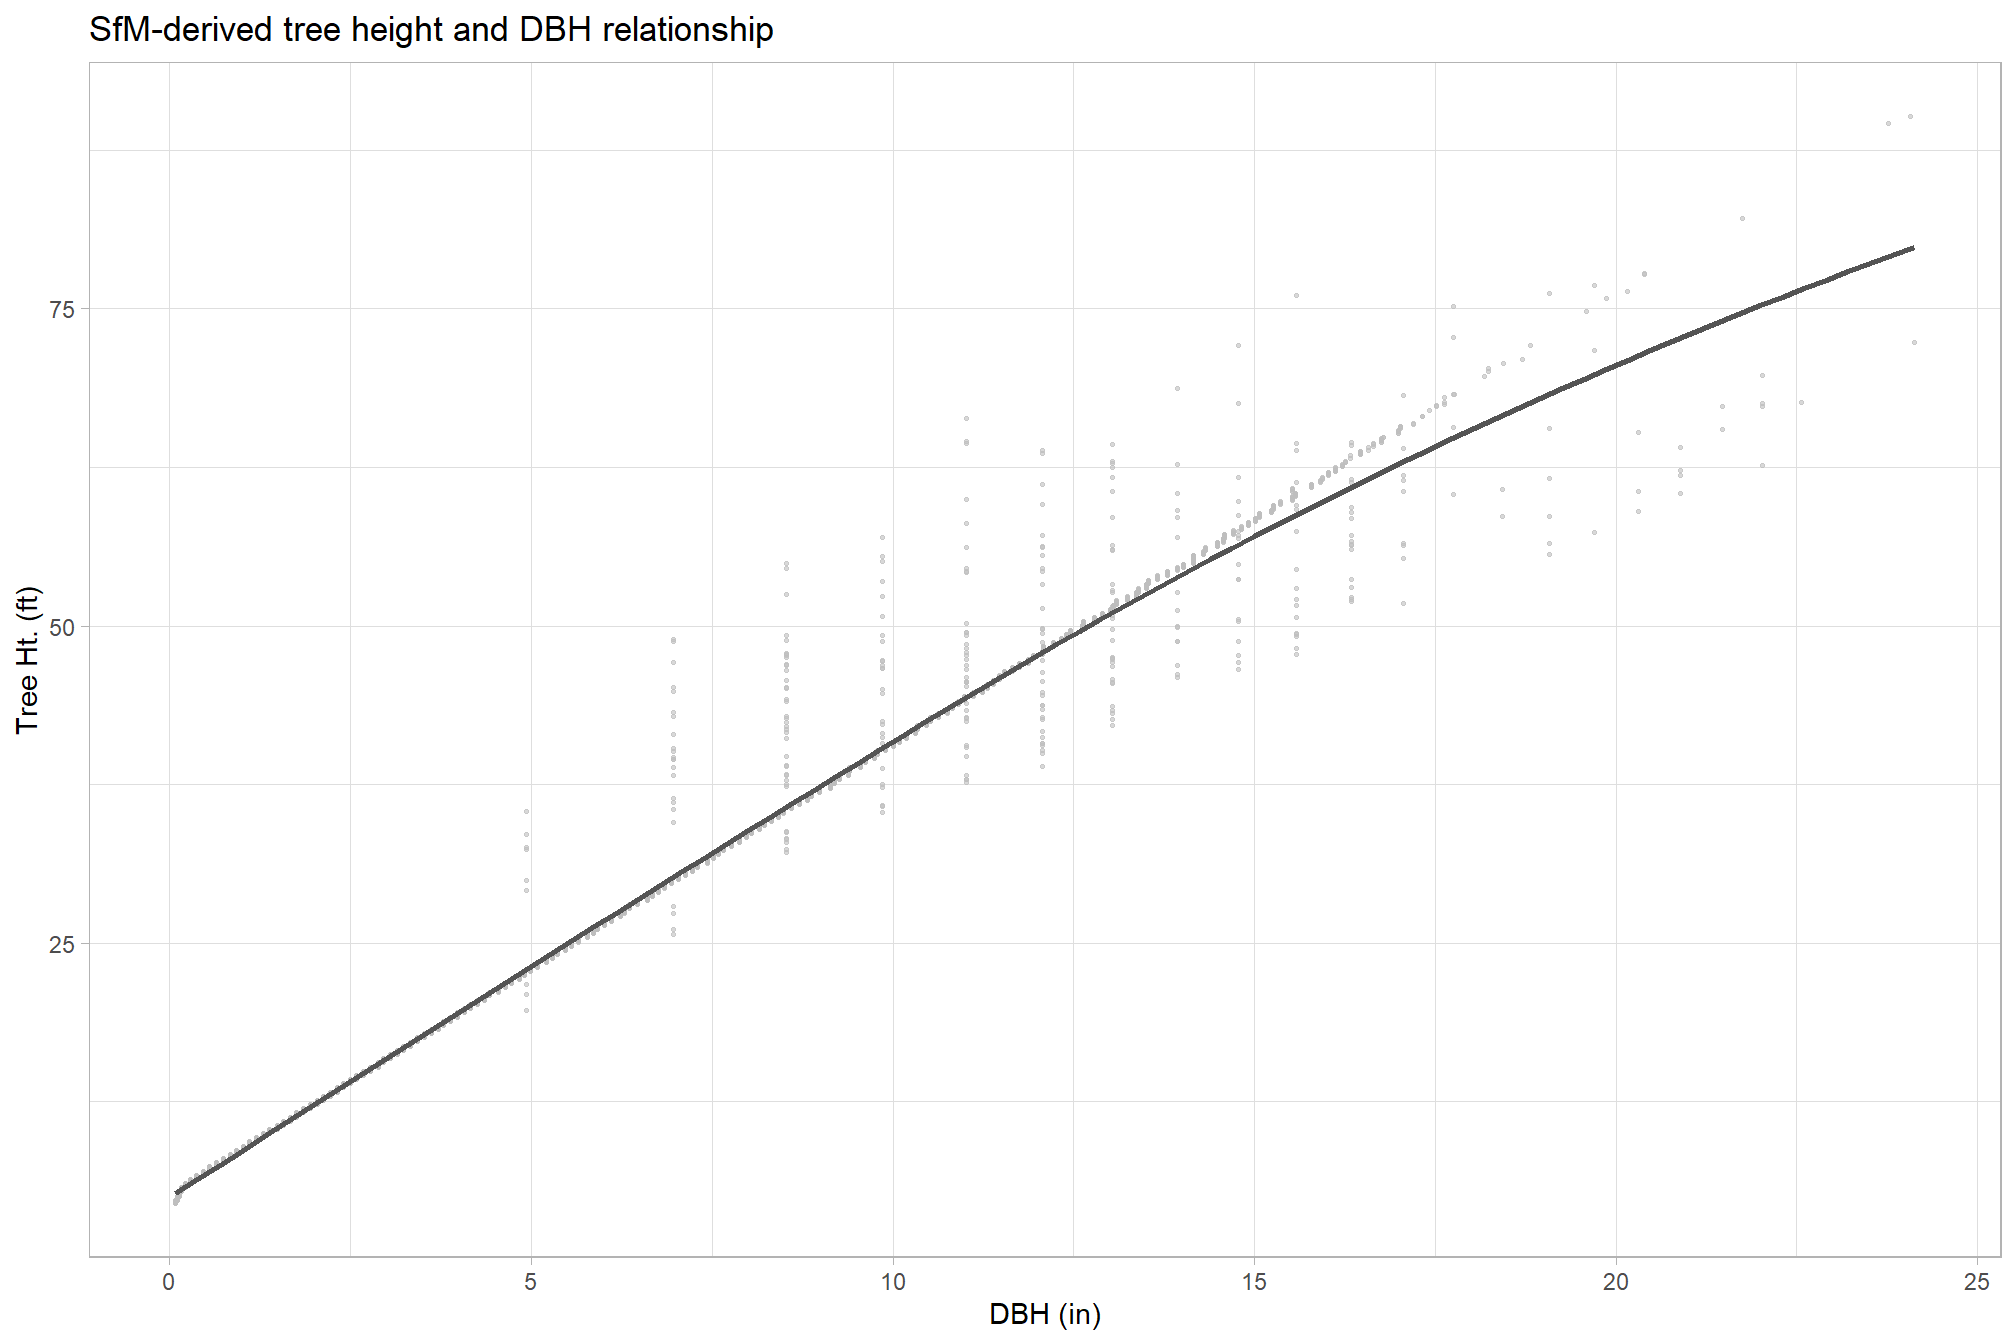 SfM-derived tree height and DBH relationship
Tree Ht. (ft)
75
50
25
0 5 10 15 20 25
DBH (in)